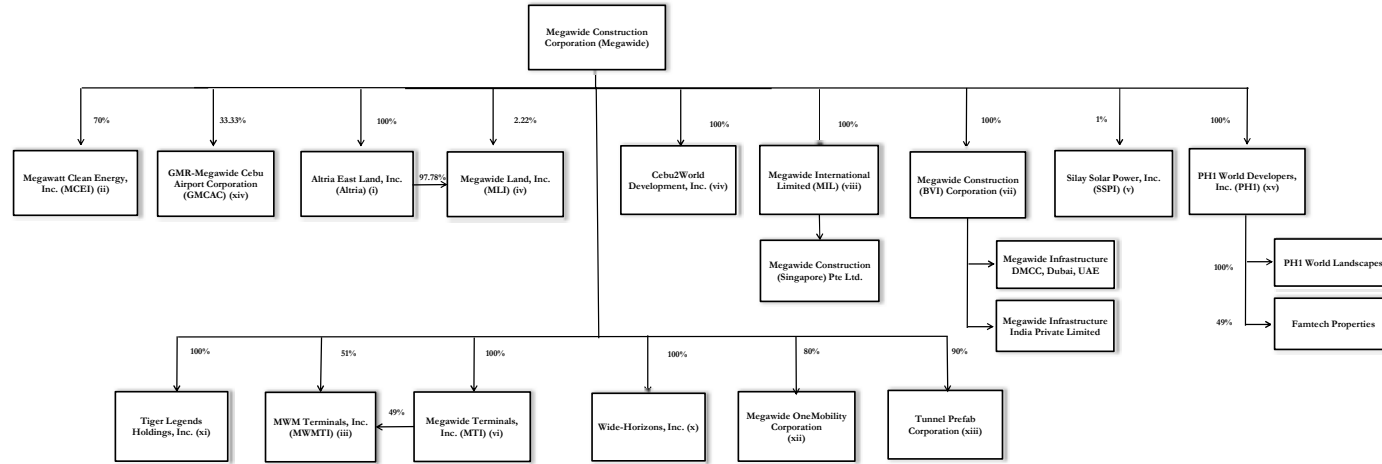 Megawide Construction
Corporation (Megawide)
70%
33.33%
100%
2.22%
100%
100%
100%
1%
100%
Megawatt Clean Energy,
Inc. (MCEI) (ii)
GMR-Megawide Cebu
Airport Corporation
(GMCAC) (xiv)
Altria East Land, Inc.
(Altria) (i)
97.78%
Megawide Land, Inc.
(MLI) (iv)
Cebu2World
Development, Inc. (viv)
Megawide International
Limited (MIL) (viii)
Megawide Construction
(BVI) Corporation (vii)
Silay Solar Power, Inc.
(SSPI) (v)
PH1 World Developers,
Inc. (PH1) (xv)
Megawide Construction
(Singapore) Pte Ltd.
Megawide Infrastructure
DMCC, Dubai, UAE
100%
PH1 World Landscapes
Megawide Infrastructure
India Private Limited
49%
Famtech Properties
100%
51%
100%
100%
80%
90%
Tiger Legends
Holdings, Inc. (xi)
MWM Terminals, Inc.
(MWMTI) (iii)
49%
Megawide Terminals,
Inc. (MTI) (vi)
Wide-Horizons, Inc. (x)
Megawide OneMobility
Corporation
(xii)
Tunnel Prefab
Corporation (xiii)